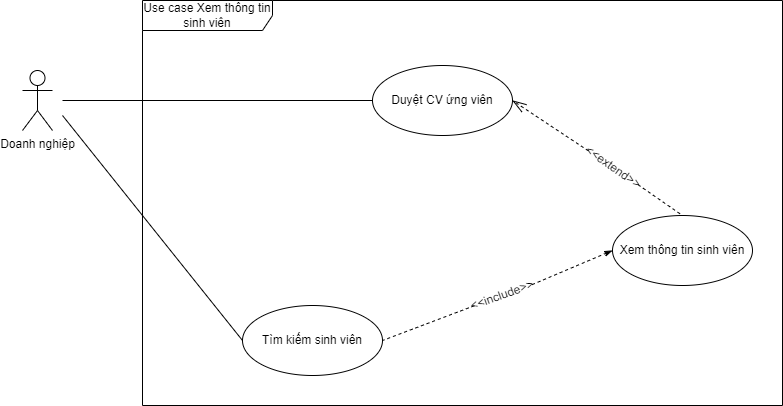 Use case Xem thông tin
sinh viên
Duyệt CV ứng viên
Doanh nghiệp
<<extend>>
Xem thông tin sinh viên
<<include>>
Tìm kiếm sinh viên